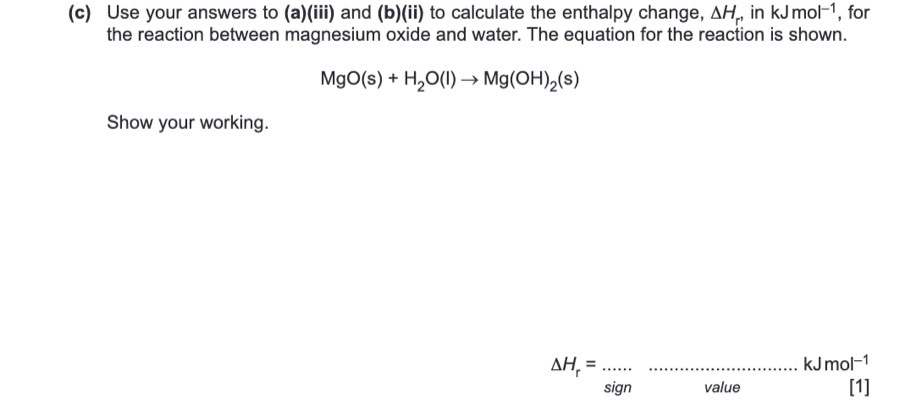 (c) Use your answers to (a)(iii) and (b)(ii) to calculate the enthalpy change, ΔHr, in kJ mol⁻¹, for
the reaction between magnesium oxide and water. The equation for the reaction is shown.
MgO(s) + H₂O(l) → Mg(OH)₂(s)
Show your working.
ΔHr = ...... .............................. kJ mol⁻¹
sign value [1]